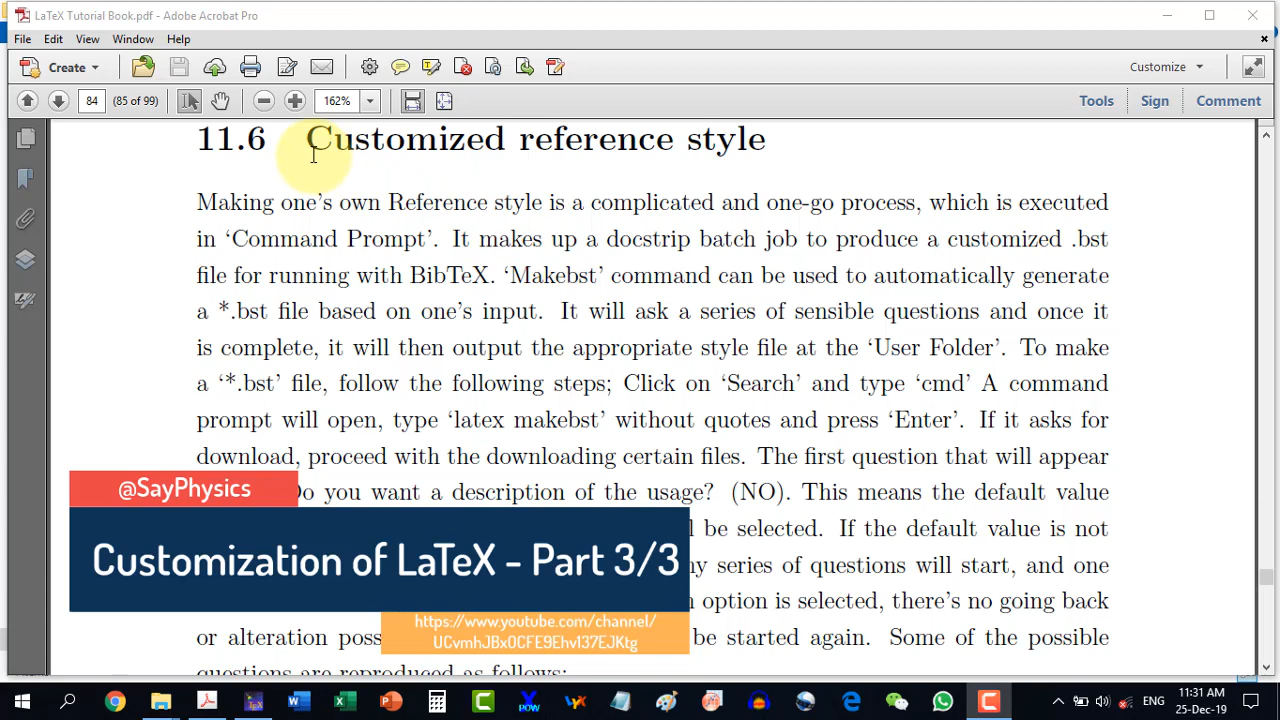 LaTeX Tutorial Book.pdf - Adobe Acrobat Pro
File Edit View Window Help
Create Customize
84 (85 of 99) 162% Tools Sign Comment
11.6 Customized reference style
Making one's own Reference style is a complicated and one-go process, which is executed
in ‘Command Prompt’. It makes up a docstrip batch job to produce a customized .bst
file for running with BibTeX. ‘Makebst’ command can be used to automatically generate
a *.bst file based on one's input. It will ask a series of sensible questions and once it
is complete, it will then output the appropriate style file at the ‘User Folder’. To make
a ‘*.bst’ file, follow the following steps; Click on ‘Search’ and type ‘cmd’ A command
prompt will open, type ‘latex makebst’ without quotes and press ‘Enter’. If it asks for
download, proceed with the downloading certain files. The first question that will appear
Do you want a description of the usage? (NO). This means the default value
be selected. If the default value is not
series of questions will start, and one
option is selected, there's no going back
or alteration be started again. Some of the possible
questions are reproduced as follows:
@SayPhysics
Customization of LaTeX - Part 3/3
https://www.youtube.com/channel/
UCvmhJBx0CFE9Ehv137EJKtg
ENG 11:31 AM
25-Dec-19